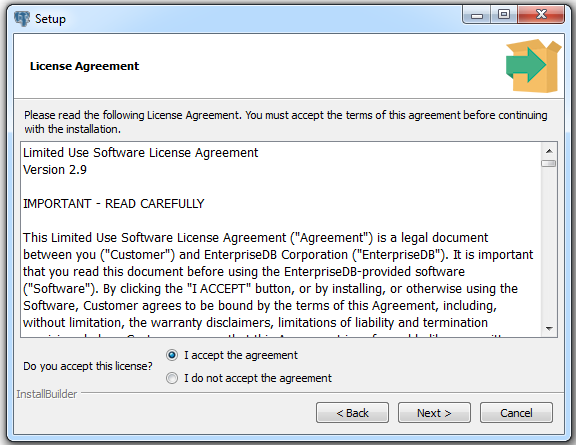 Setup
License Agreement
Please read the following License Agreement. You must accept the terms of this agreement before continuing
with the installation.
Limited Use Software License Agreement
Version 2.9
IMPORTANT - READ CAREFULLY
This Limited Use Software License Agreement ("Agreement") is a legal document
between you ("Customer") and EnterpriseDB Corporation ("EnterpriseDB"). It is important
that you read this document before using the EnterpriseDB-provided software
("Software"). By clicking the "I ACCEPT" button, or by installing, or otherwise using the
Software, Customer agrees to be bound by the terms of this Agreement, including,
without limitation, the warranty disclaimers, limitations of liability and termination
Do you accept this license?
I accept the agreement
I do not accept the agreement
InstallBuilder
< Back
Next >
Cancel